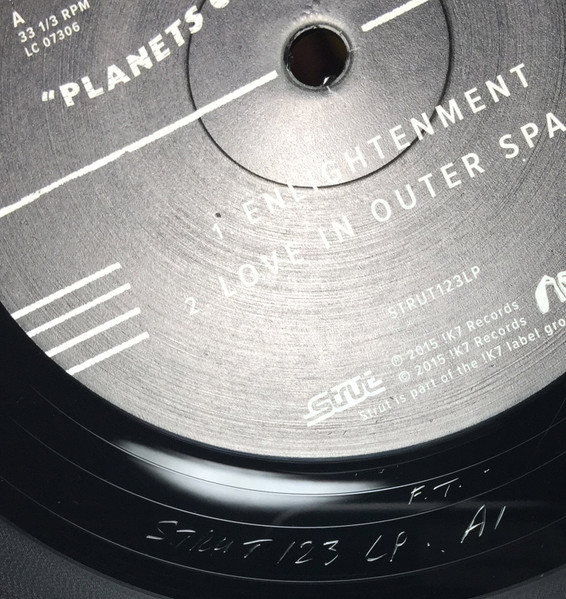 A
33 1/3 RPM
LC 07306
"PLANETS
1. ENLIGHTENMENT
2. LOVE IN OUTER SPA
STRUT123LP
℗ 2015 !K7 Records
© 2015 !K7 Records
Strut is part of the !K7 label gro
Strut
F.T.
STRUT 123 LP.. A1